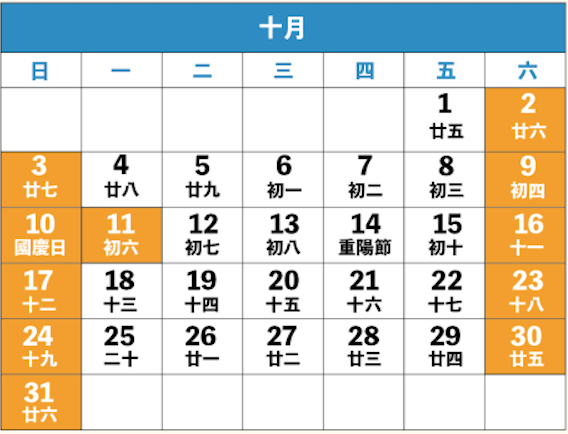 十月
日 一 二 三 四 五 六
1 2
廿五 廿六
3 4 5 6 7 8 9
廿七 廿八 廿九 初一 初二 初三 初四
10 11 12 13 14 15 16
國慶日 初六 初七 初八 重陽節 初十 十一
17 18 19 20 21 22 23
十二 十三 十四 十五 十六 十七 十八
24 25 26 27 28 29 30
十九 二十 廿一 廿二 廿三 廿四 廿五
31
廿六